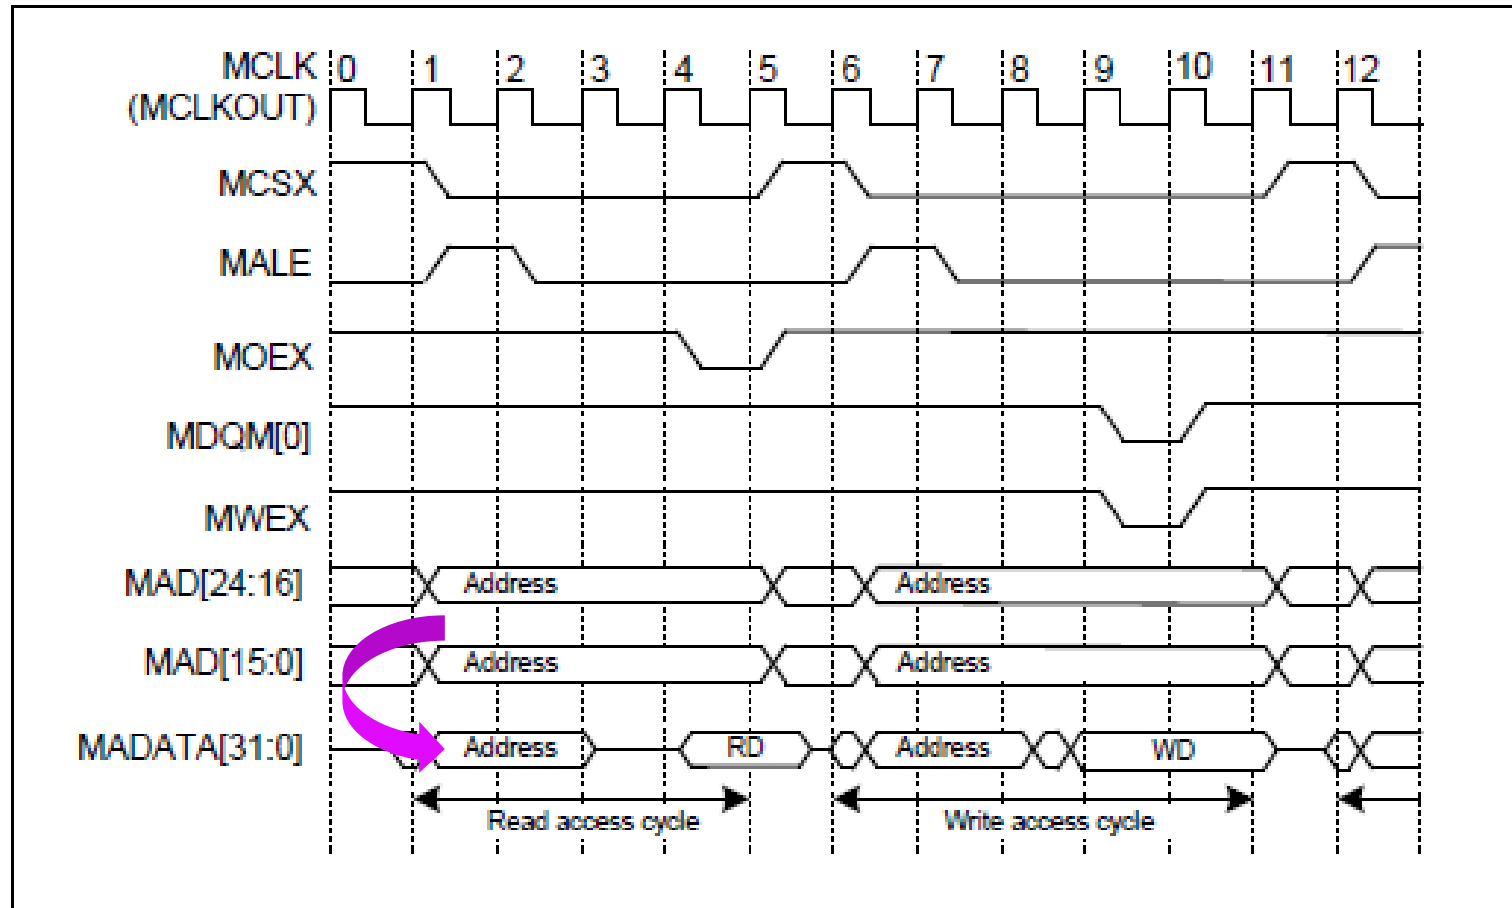 MCLK 0 1 2 3 4 5 6 7 8 9 10 11 12
(MCLKOUT)
MCSX
MALE
MOEX
MDQM[0]
MWEX
MAD[24:16] Address Address
MAD[15:0] Address Address
MADATA[31:0] Address RD Address WD
Read access cycle Write access cycle